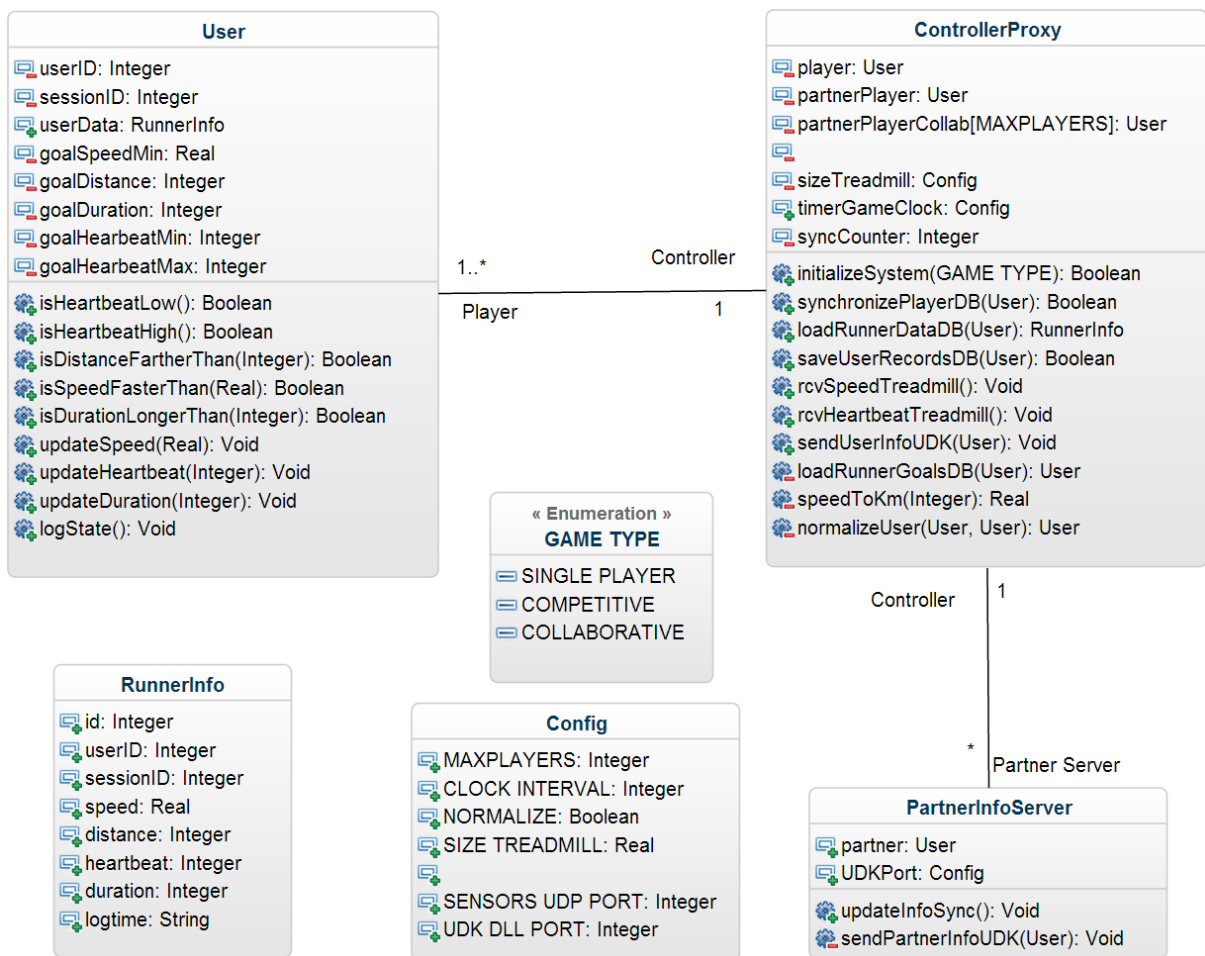 User
userID: Integer
sessionID: Integer
userData: RunnerInfo
goalSpeedMin: Real
goalDistance: Integer
goalDuration: Integer
goalHearbeatMin: Integer
goalHearbeatMax: Integer
isHeartbeatLow(): Boolean
isHeartbeatHigh(): Boolean
isDistanceFartherThan(Integer): Boolean
isSpeedFasterThan(Real): Boolean
isDurationLongerThan(Integer): Boolean
updateSpeed(Real): Void
updateHeartbeat(Integer): Void
updateDuration(Integer): Void
logState(): Void
1..*
Player
Controller
1
ControllerProxy
player: User
partnerPlayer: User
partnerPlayerCollab[MAXPLAYERS]: User
sizeTreadmill: Config
timerGameClock: Config
syncCounter: Integer
initializeSystem(GAME TYPE): Boolean
synchronizePlayerDB(User): Boolean
loadRunnerDataDB(User): RunnerInfo
saveUserRecordsDB(User): Boolean
rcvSpeedTreadmill(): Void
rcvHeartbeatTreadmill(): Void
sendUserInfoUDK(User): Void
loadRunnerGoalsDB(User): User
speedToKm(Integer): Real
normalizeUser(User, User): User
« Enumeration »
GAME TYPE
SINGLE PLAYER
COMPETITIVE
COLLABORATIVE
Controller
1
*
Partner Server
RunnerInfo
id: Integer
userID: Integer
sessionID: Integer
speed: Real
distance: Integer
heartbeat: Integer
duration: Integer
logtime: String
Config
MAXPLAYERS: Integer
CLOCK INTERVAL: Integer
NORMALIZE: Boolean
SIZE TREADMILL: Real
SENSORS UDP PORT: Integer
UDK DLL PORT: Integer
PartnerInfoServer
partner: User
UDKPort: Config
updateInfoSync(): Void
sendPartnerInfoUDK(User): Void